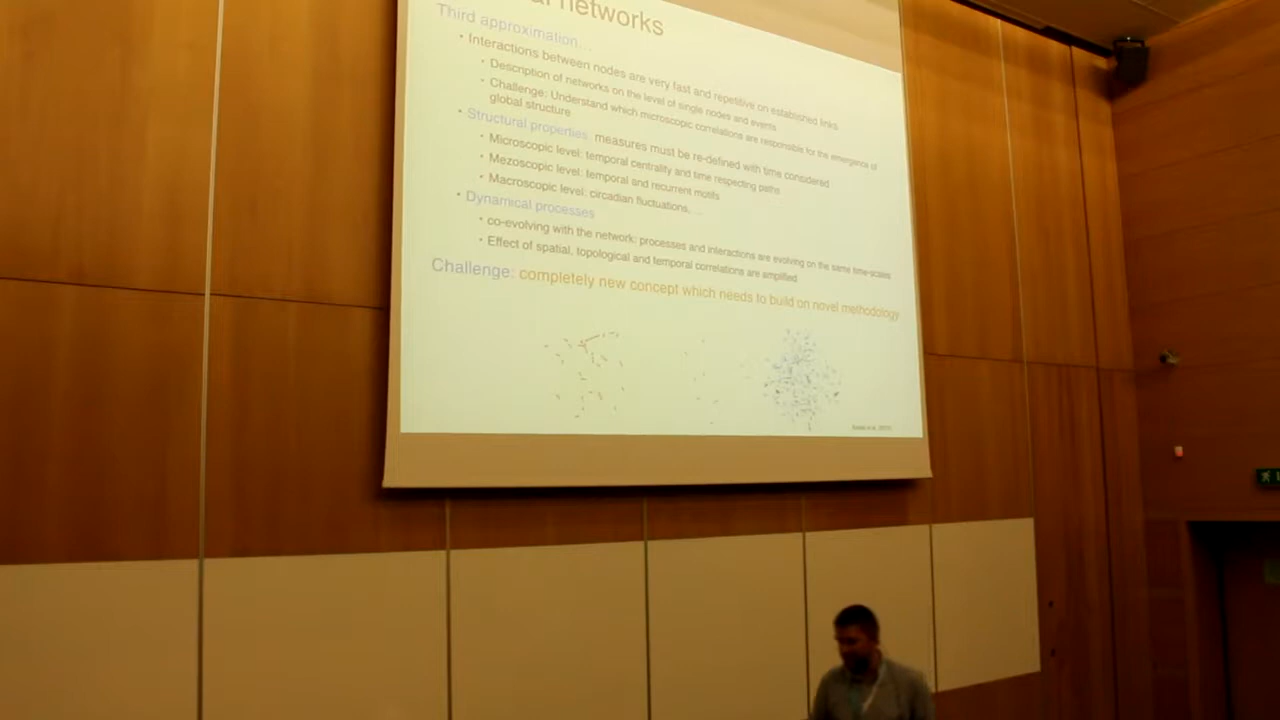 networks
Third approximation...
• Interactions between nodes are very fast and repetitive on established links
• Description of networks on the level of single nodes and events
• Challenge: Understand which microscopic correlations are responsible for the emergence of
global structure
• Structural properties measures must be re-defined with time considered
• Microscopic level: temporal centrality and time respecting paths
• Mezoscopic level: temporal and recurrent motifs
• Macroscopic level: circadian fluctuations, ...
• Dynamical processes
• co-evolving with the network: processes and interactions are evolving on the same time-scales
• Effect of spatial, topological and temporal correlations are amplified
Challenge: completely new concept which needs to build on novel methodology